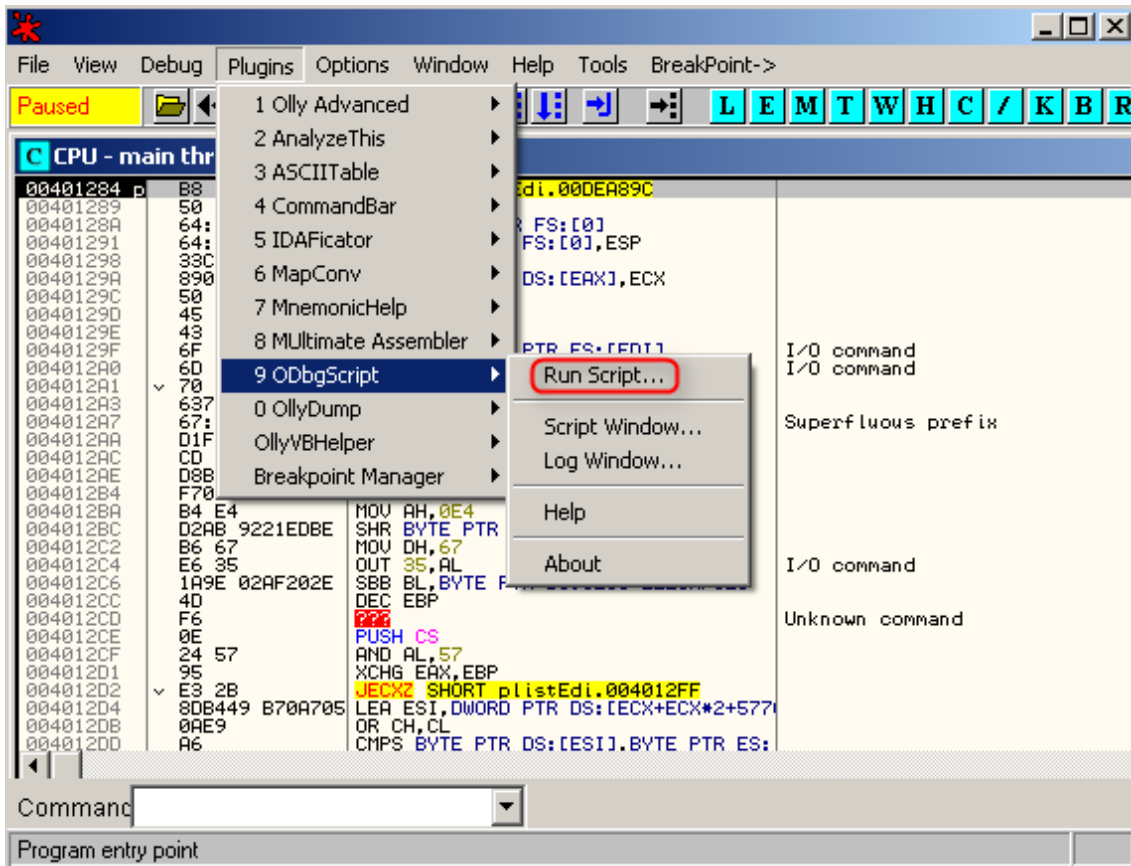 File View Debug Plugins Options Window Help Tools BreakPoint->
Paused L E M T W H C / K B R
C CPU - main thr
1 Olly Advanced
2 AnalyzeThis
3 ASCIITable
4 CommandBar
5 IDAFicator
6 MapConv
7 MnemonicHelp
8 MUltimate Assembler
9 ODbgScript
0 OllyDump
OllyVBHelper
Breakpoint Manager
Run Script...
Script Window...
Log Window...
Help
About
00401284 p B8 Edi.00DEA89C
00401289 50
0040128A 64: FS:[0]
00401291 64: FS:[0],ESP
00401298 33C
0040129A 890 DS:[EAX],ECX
0040129C 50
0040129D 45
0040129E 43
0040129F 6F PTR ES:[EDI] I/O command
004012A0 6D I/O command
004012A1 70
004012A3 637
004012A7 67: Superfluous prefix
004012AA D1F
004012AC CD
004012AE D8B
004012B4 F70
004012BA B4 E4 MOV AH,0E4
004012BC D2AB 9221EDBE SHR BYTE PTR
004012C2 B6 67 MOV DH,67
004012C4 E6 35 OUT 35,AL I/O command
004012C6 1A9E 02AF202E SBB BL,BYTE
004012CC 4D DEC EBP
004012CD F6 ??? Unknown command
004012CE 0E PUSH CS
004012CF 24 57 AND AL,57
004012D1 95 XCHG EAX,EBP
004012D2 E3 2B JECXZ SHORT plistEdi.004012FF
004012D4 8DB449 B70A705 LEA ESI,DWORD PTR DS:[ECX+ECX*2+577
004012DB 0AE9 OR CH,CL
004012DD A6 CMPS BYTE PTR DS:[ESI],BYTE PTR ES:
Command
Program entry point